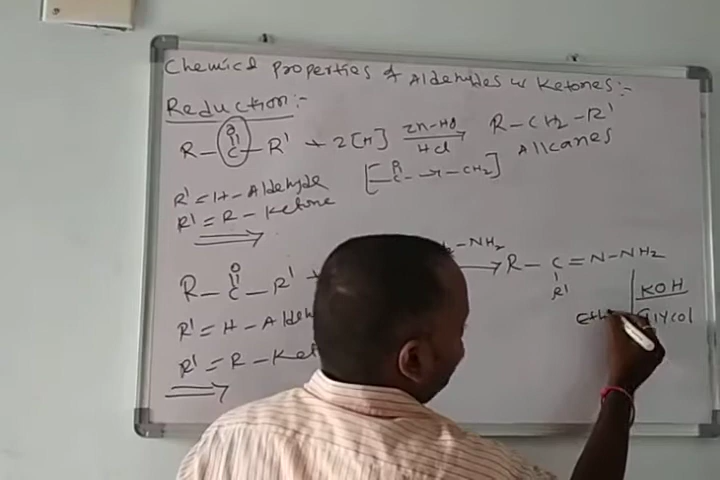 Chemical Properties of Aldehydes & Ketones:-
Reduction:-
O
R-C-R' + 2[H] Zn-Hg HCl R-CH2-R'
Alkanes
R'=H-Aldehyde
[-C- → -CH2]
R'=R-Ketone
-NH2 R-C=N-NH2
O
R-C-R' +
R'
KOH
R'=H-Aldeh
Eth Glycol
R'=R-Ket